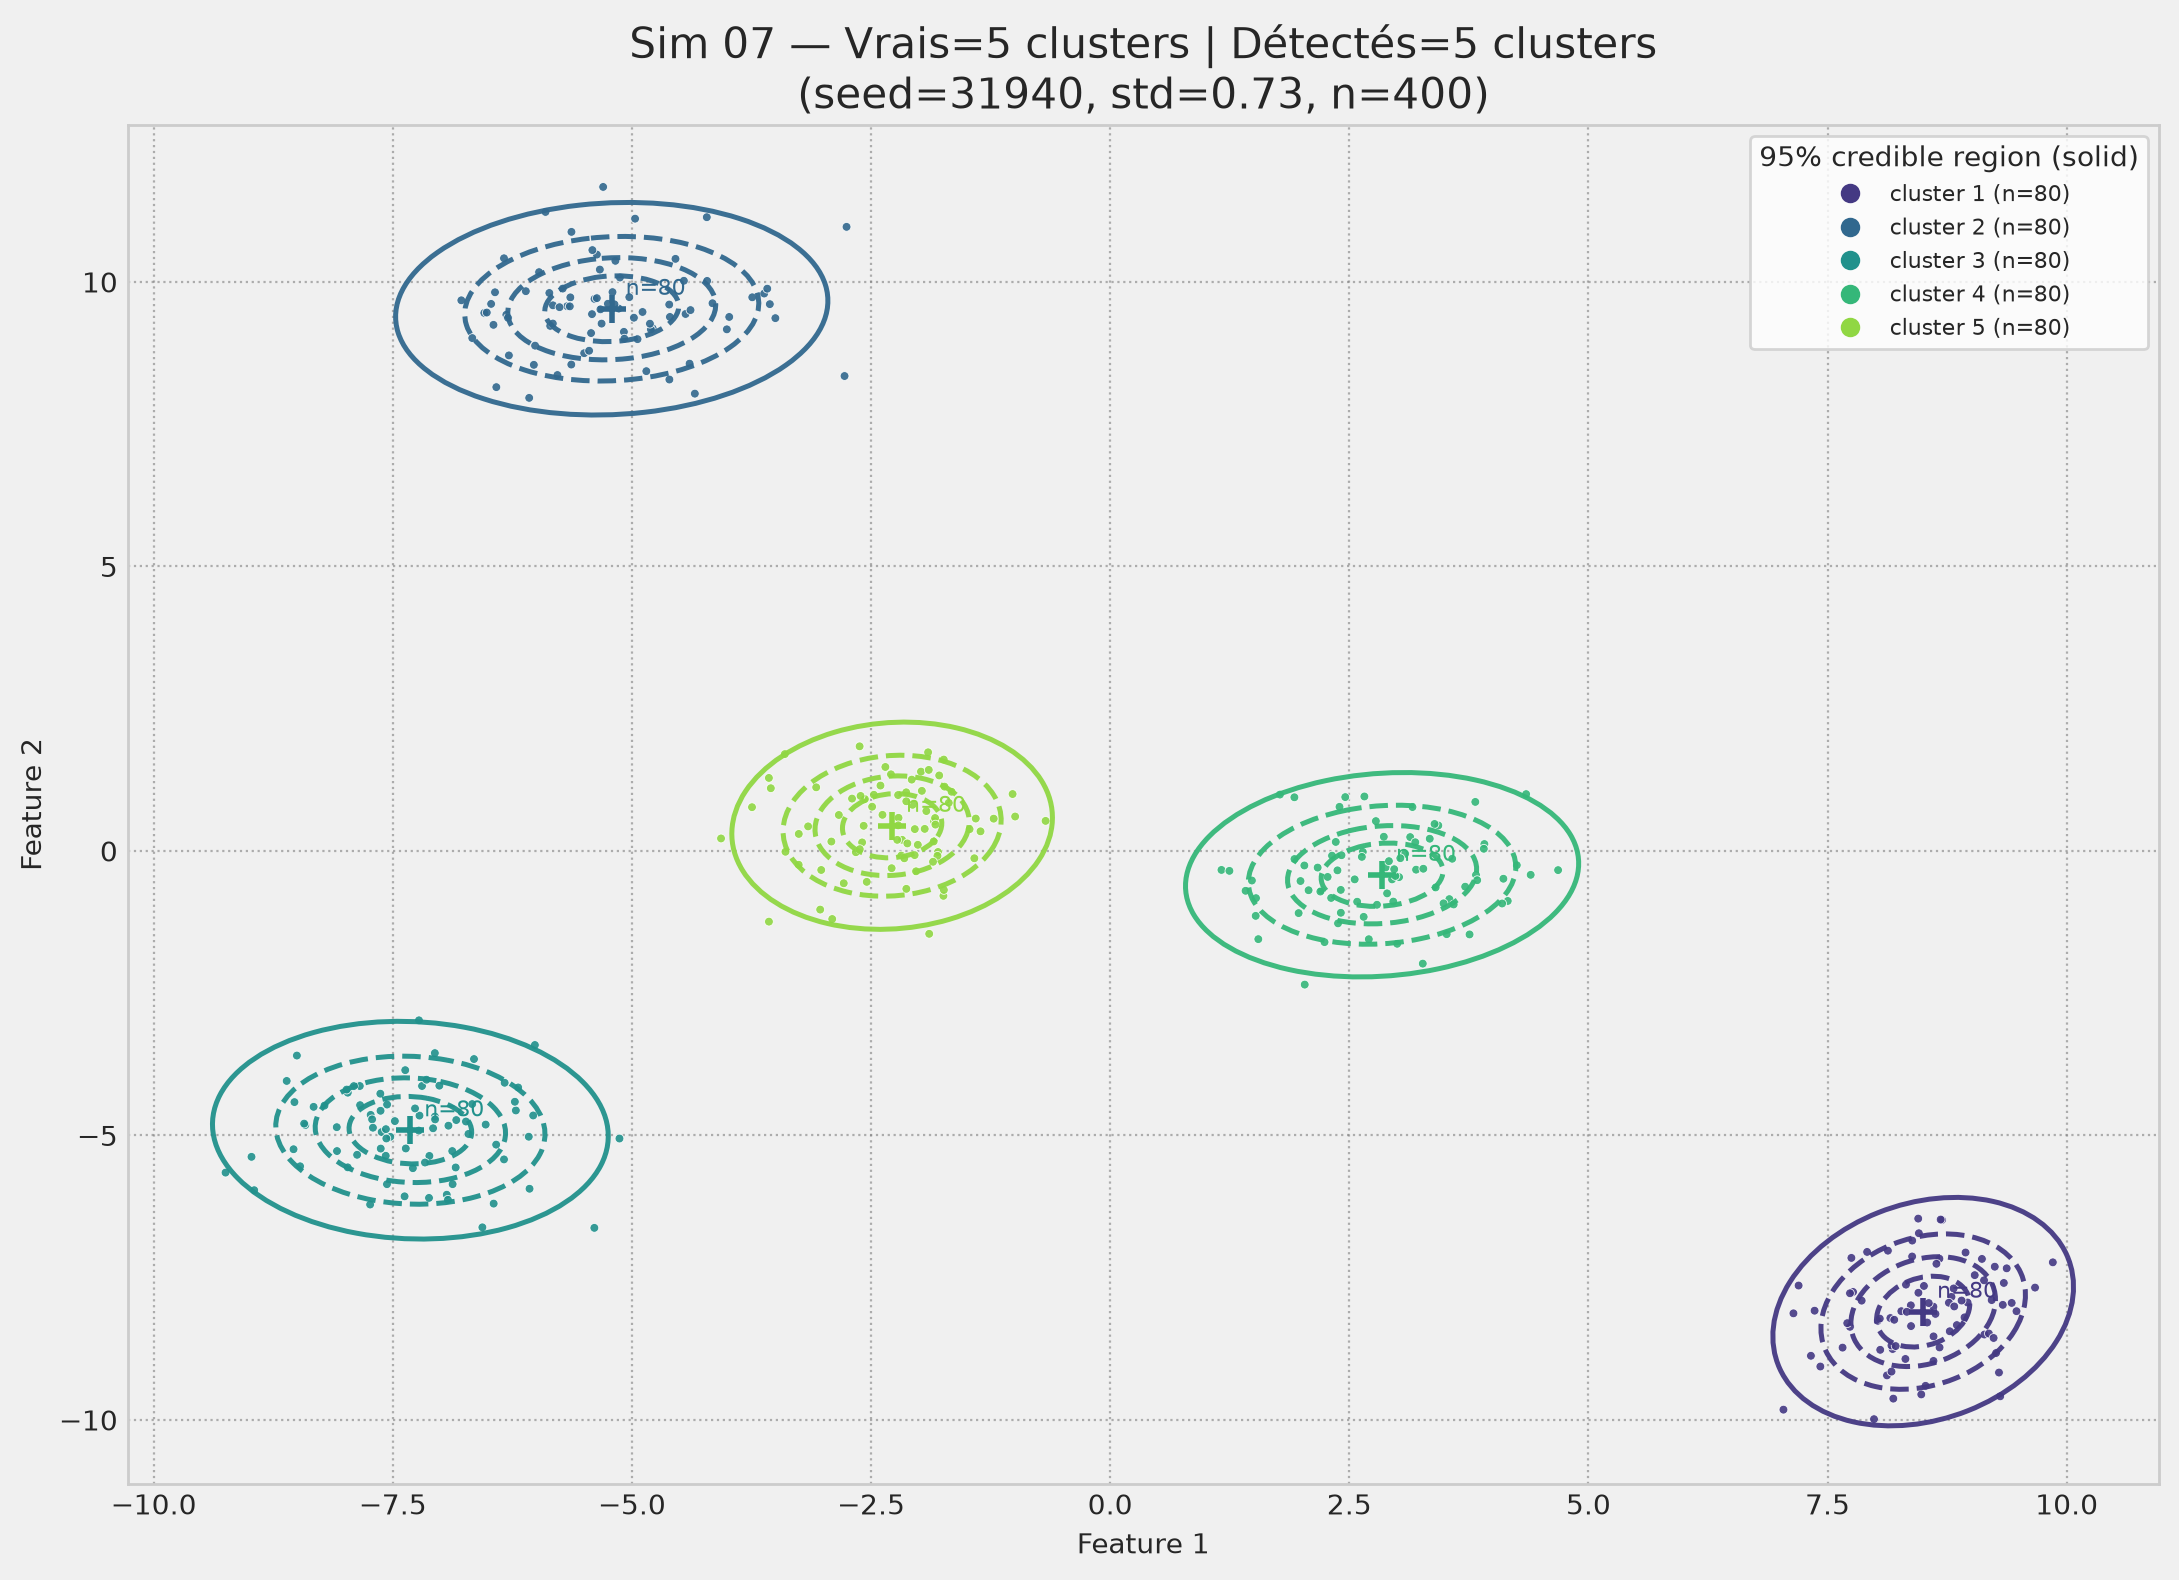 Sim 07 — Vrais=5 clusters | Détectés=5 clusters
(seed=31940, std=0.73, n=400)
95% credible region (solid)
cluster 1 (n=80)
cluster 2 (n=80)
cluster 3 (n=80)
cluster 4 (n=80)
cluster 5 (n=80)
n=80
n=80
n=80
n=80
n=80
10
5
0
−5
−10
Feature 2
−10.0
−7.5
−5.0
−2.5
0.0
2.5
5.0
7.5
10.0
Feature 1